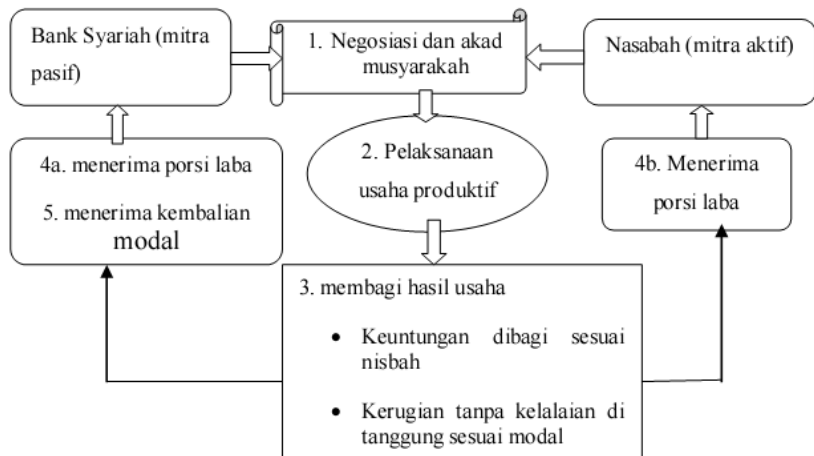 Bank Syariah (mitra
pasif)
1. Negosiasi dan akad
musyarakah
Nasabah (mitra aktif)
4a. menerima porsi laba
5. menerima kembalian
modal
2. Pelaksanaan
usaha produktif
4b. Menerima
porsi laba
3. membagi hasil usaha
• Keuntungan dibagi sesuai
nisbah
• Kerugian tanpa kelalaian di
tanggung sesuai modal